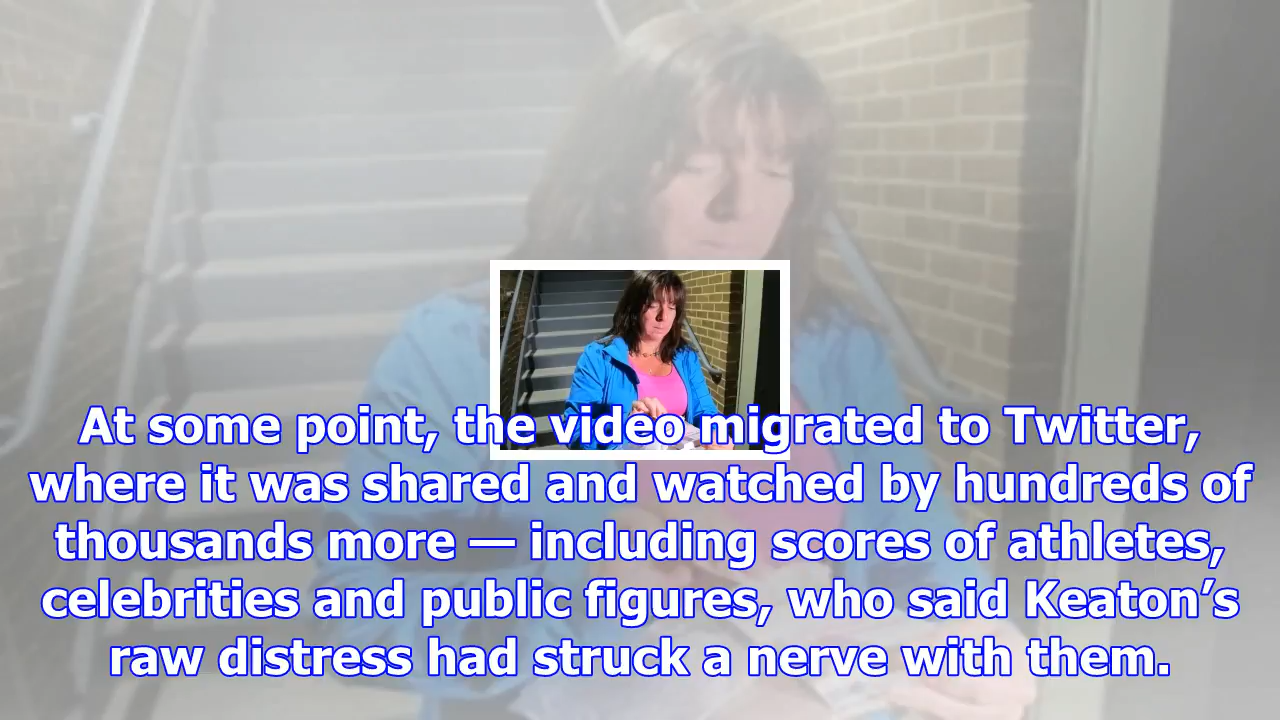 At some point, the video migrated to Twitter,
where it was shared and watched by hundreds of
thousands more — including scores of athletes,
celebrities and public figures, who said Keaton’s
raw distress had struck a nerve with them.